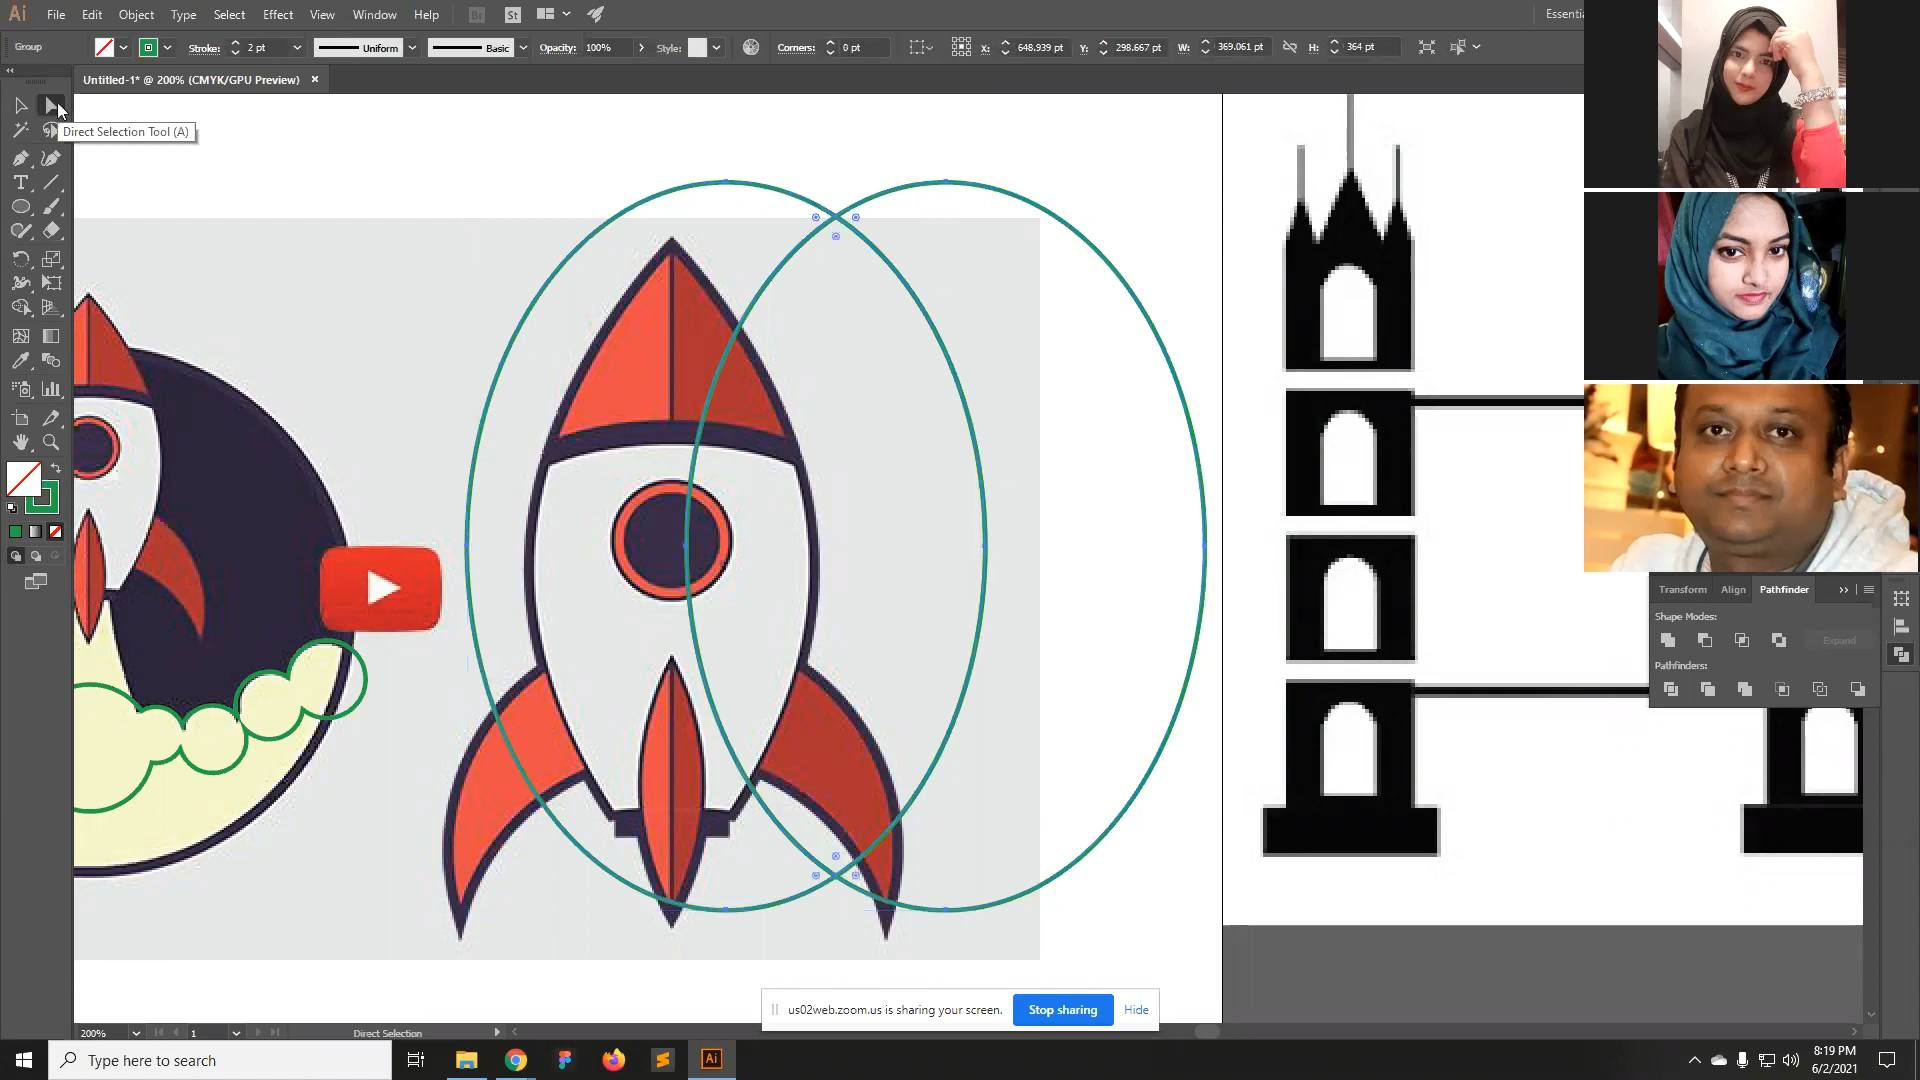 Ai File Edit Object Type Select Effect View Window Help Br St Essentia
Group Stroke: 2 pt Uniform Basic Opacity: 100% Style: Corners: 0 pt X: 648.939 pt Y: 298.667 pt W: 369.061 pt H: 364 pt
Untitled-1* @ 200% (CMYK/GPU Preview) ×
Direct Selection Tool (A)
T
Transform Align Pathfinder
Shape Modes:
Expand
Pathfinders:
us02web.zoom.us is sharing your screen. Stop sharing Hide
200% 1 Direct Selection
Type here to search
Ai
8:19 PM
6/2/2021